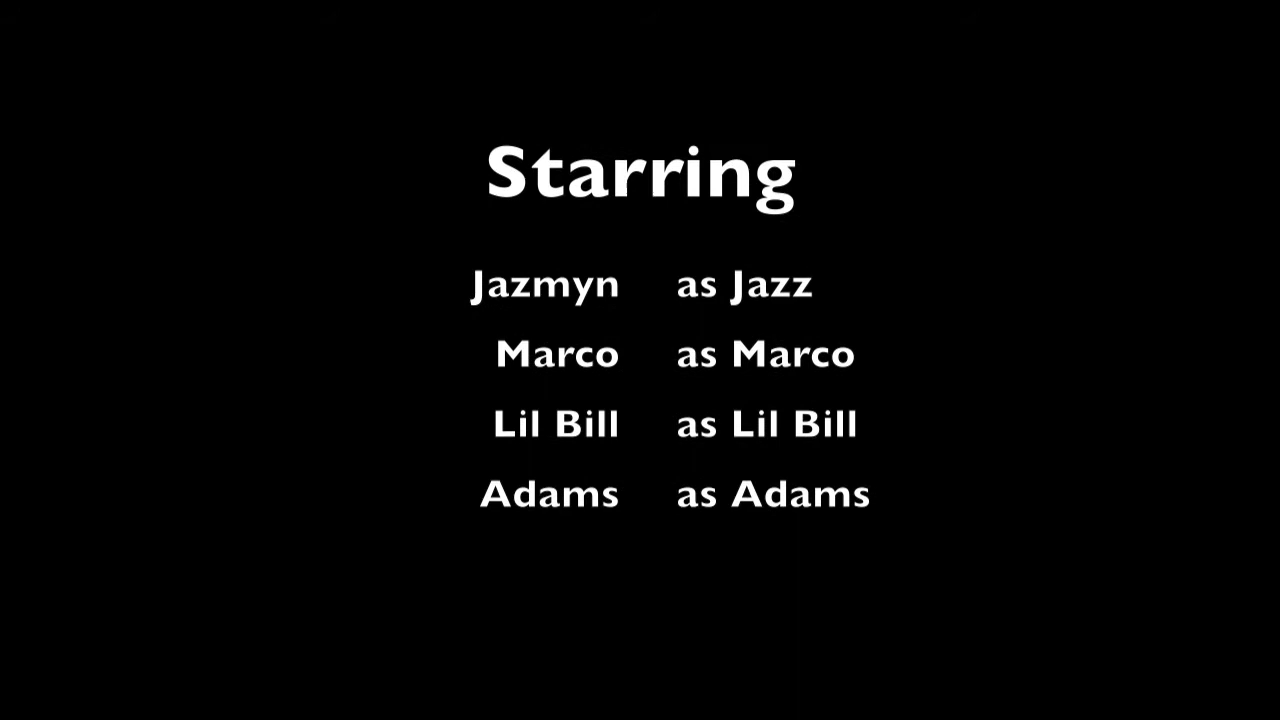 Starring
Jazmyn as Jazz
Marco as Marco
Lil Bill as Lil Bill
Adams as Adams